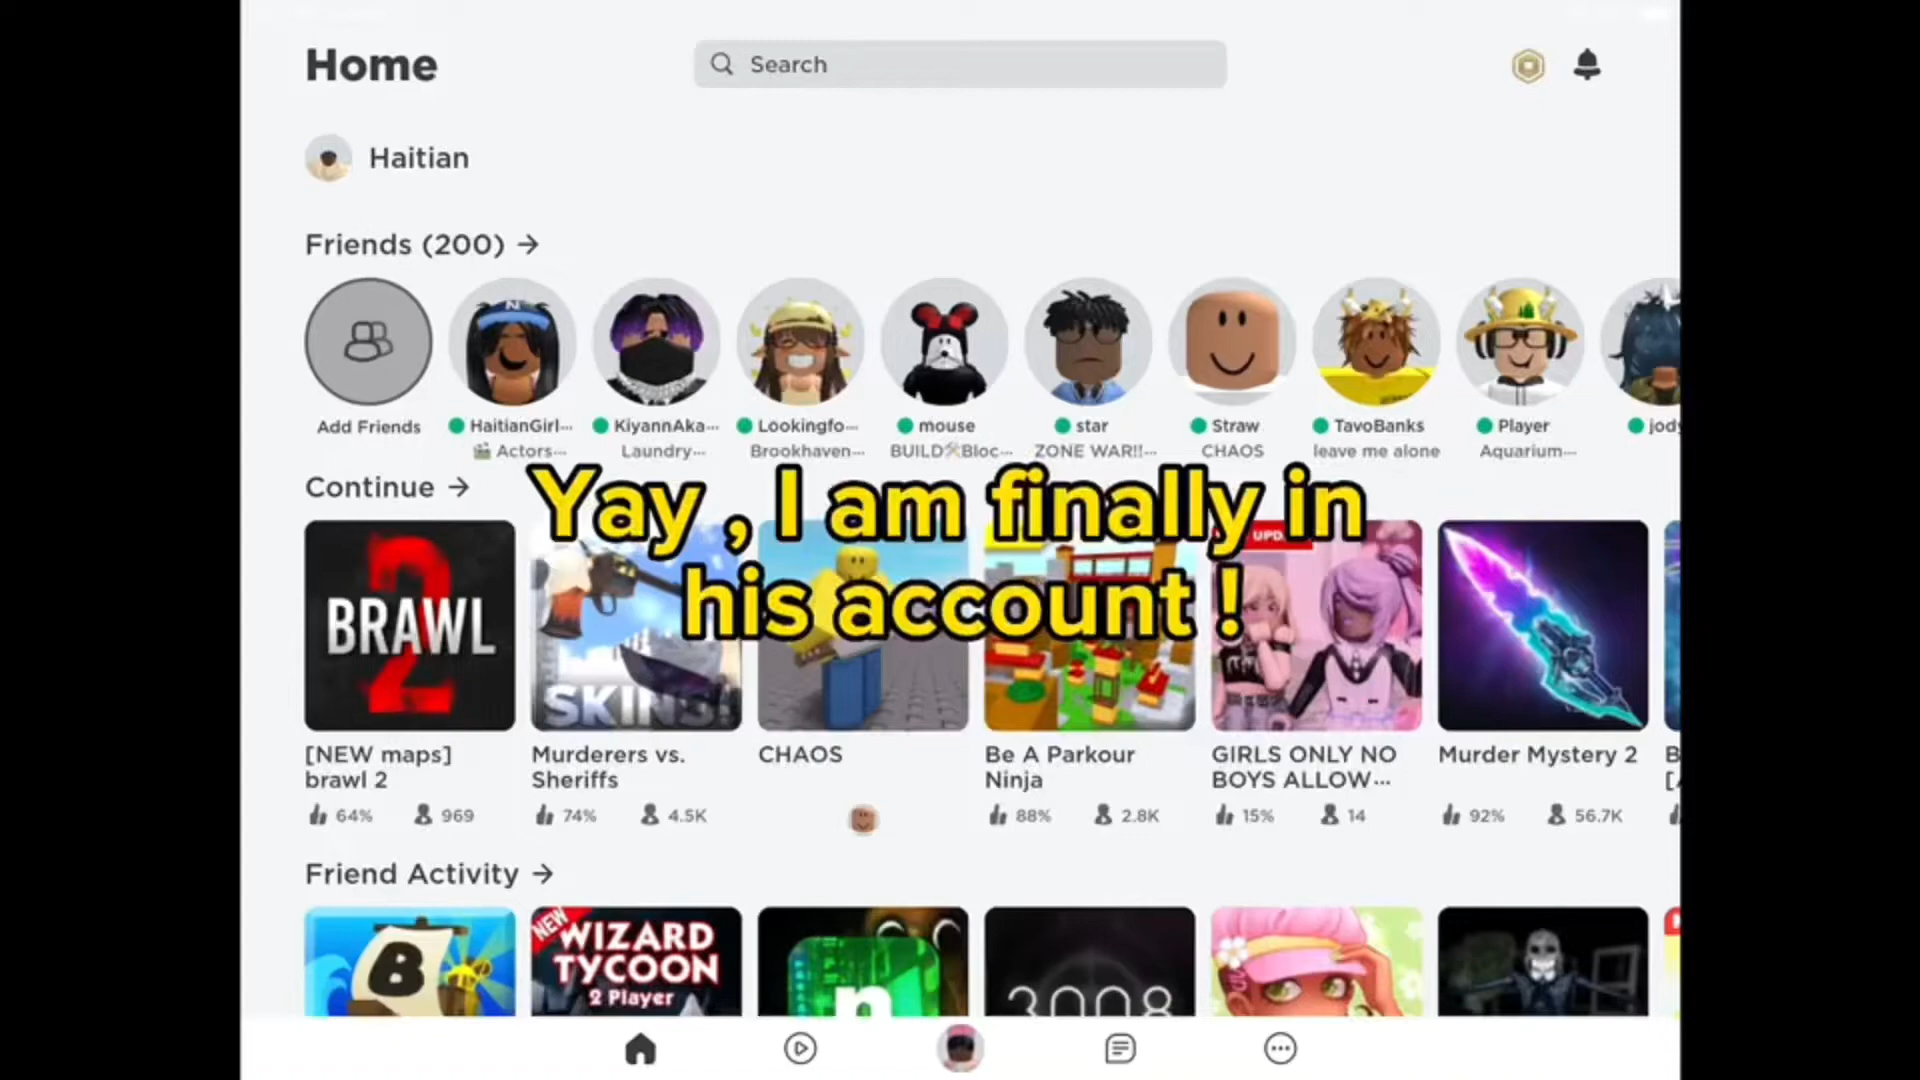 Home
Search
Haitian
Friends (200) →
Add Friends
HaitianGirl...
KiyannAka...
Lookingfo...
mouse
star
Straw
TavoBanks
Player
jody
Actors...
Laundry...
Brookhaven...
BUILD🛠Bloc...
ZONE WAR!!...
CHAOS
leave me alone
Aquarium...
Continue →
Yay , I am finally in
his account !
2
BRAWL
SKINS!
UPD
[NEW maps]
brawl 2
Murderers vs.
Sheriffs
CHAOS
Be A Parkour
Ninja
GIRLS ONLY NO
BOYS ALLOW...
Murder Mystery 2
B
[
64%
969
74%
4.5K
88%
2.8K
15%
14
92%
56.7K
Friend Activity →
B
NEW
WIZARD
TYCOON
2 Player
n
3008